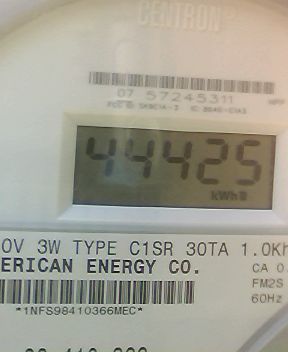 CENTRON
07 57245311
44425
kWh
0V 3W TYPE C1SR 30TA 1.0Kh
ERICAN ENERGY CO.
CA 0.
FM2S
60Hz
*1NFS98410366MEC*